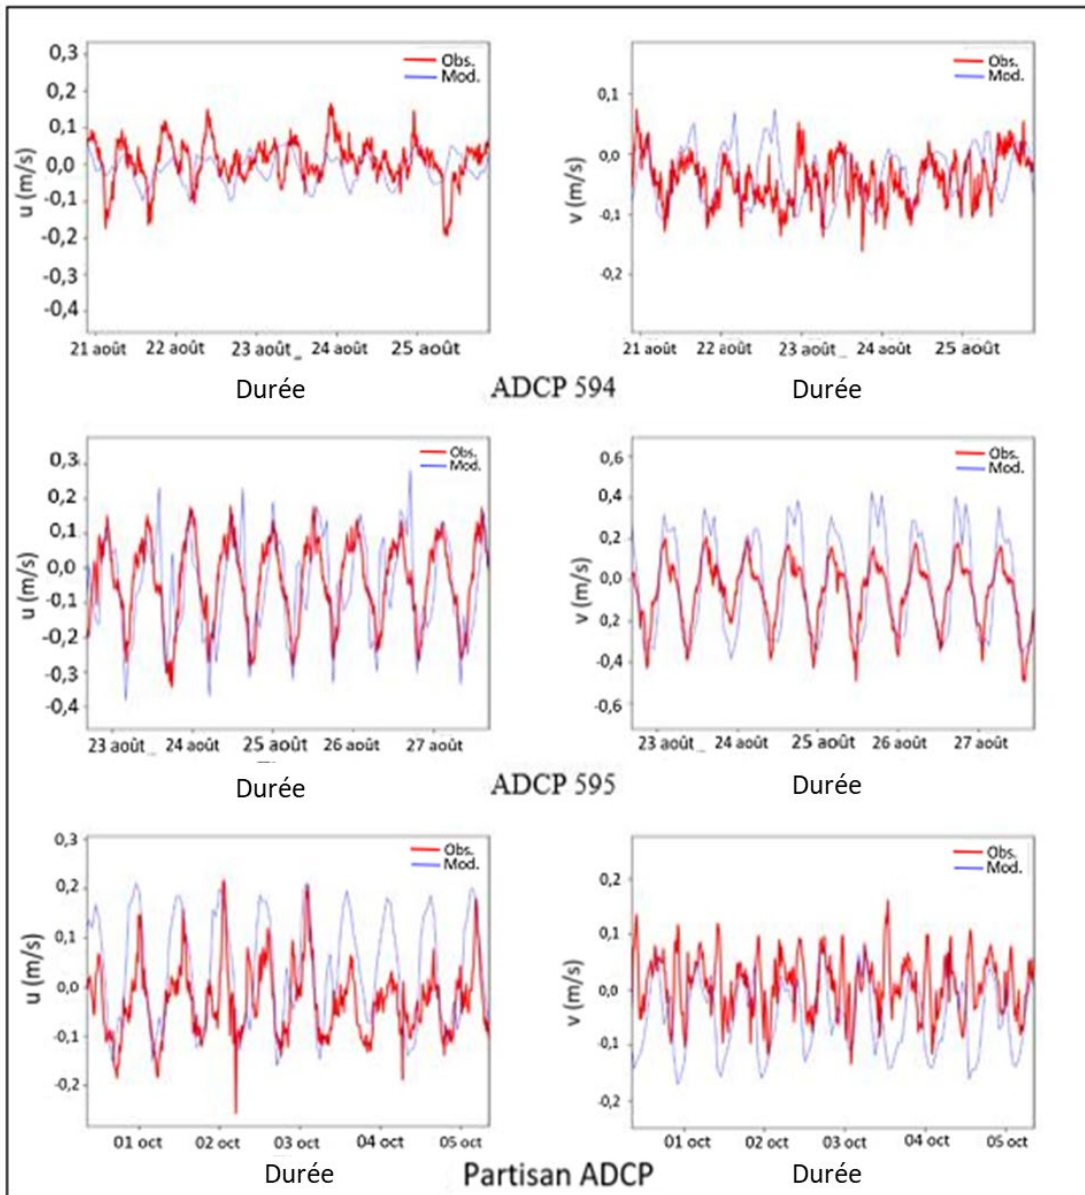 0,3
0,2
0,1
0,0
-0,1
-0,2
-0,3
-0,4
u (m/s)
Obs.
Mod.
21 août 22 août 23 août 24 août 25 août
Durée
0,1
0,0
-0,1
-0,2
v (m/s)
Obs.
Mod.
21 août 22 août 23 août 24 août 25 août
Durée
ADCP 594
0,3
0,2
0,1
0,0
-0,1
-0,2
-0,3
-0,4
u (m/s)
Obs.
Mod.
23 août 24 août 25 août 26 août 27 août
Durée
0,6
0,4
0,2
0,0
0,2
-0,4
-0,6
v (m/s)
Obs.
Mod.
23 août 24 août 25 août 26 août 27 août
Durée
ADCP 595
0,3
0,2
0,1
0,0
-0,1
-0,2
u (m/s)
Obs.
Mod.
01 oct 02 oct 03 oct 04 oct 05 oct
Durée
0,2
0,1
0,0
0,1
-0,2
v (m/s)
Obs.
Mod.
01 oct 02 oct 03 oct 04 oct 05 oct
Durée
Partisan ADCP